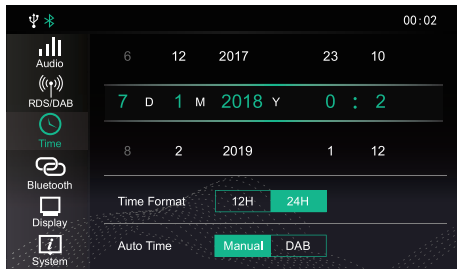 00:02
Audio
RDS/DAB
Time
Bluetooth
Display
System
6 12 2017 23 10
7 D 1 M 2018 Y 0 : 2
8 2 2019 1 12
Time Format 12H 24H
Auto Time Manual DAB